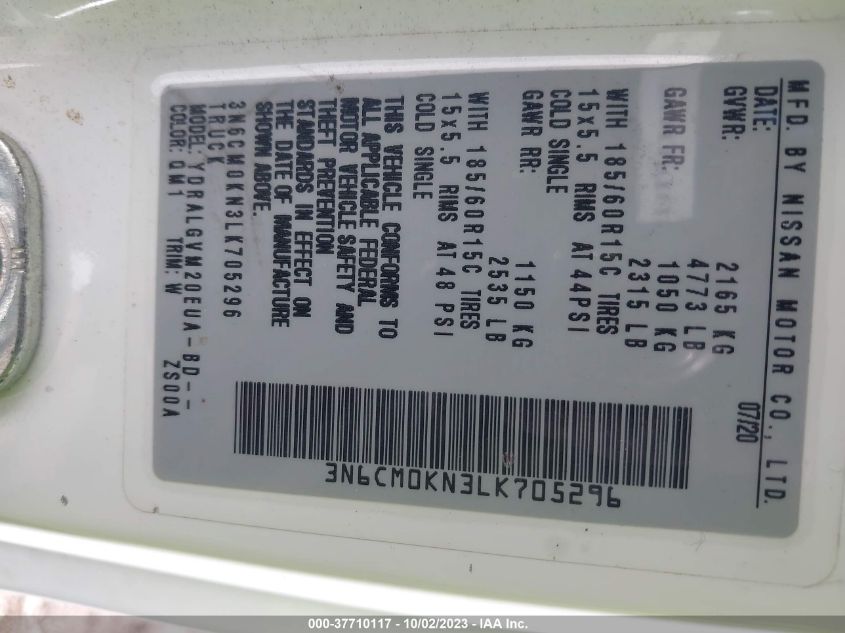 MFD. BY NISSAN MOTOR CO., LTD.
DATE: 07/20
GVWR: 2165 KG
4773 LB
GAWR FR: 1050 KG
2315 LB
WITH 185/60R15C TIRES
15x5.5 RIMS AT 44PSI
COLD SINGLE
GAWR RR: 1150 KG
2535 LB
WITH 185/60R15C TIRES
15x5.5 RIMS AT 48 PSI
COLD SINGLE
THIS VEHICLE CONFORMS TO
ALL APPLICABLE FEDERAL
MOTOR VEHICLE SAFETY AND
THEFT PREVENTION
STANDARDS IN EFFECT ON
THE DATE OF MANUFACTURE
SHOWN ABOVE.
3N6CM0KN3LK705296
TRUCK
MODEL: YDRALGVM20EUA-BD--
COLOR: QM1 TRIM: W ZS00A
3N6CM0KN3LK705296
000-37710117 - 10/02/2023 - IAAI Inc.